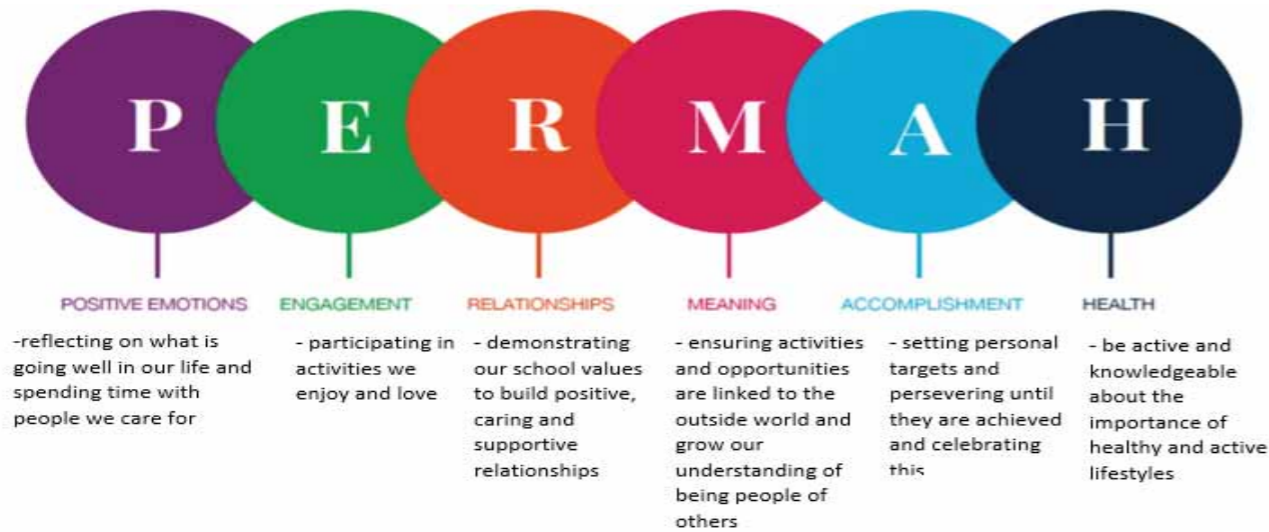 P E R M A H
POSITIVE EMOTIONS
-reflecting on what is
going well in our life and
spending time with
people we care for
ENGAGEMENT
- participating in
activities we
enjoy and love
RELATIONSHIPS
- demonstrating
our school values
to build positive,
caring and
supportive
relationships
MEANING
- ensuring activities
and opportunities
are linked to the
outside world and
grow our
understanding of
being people of
others
ACCOMPLISHMENT
- setting personal
targets and
persevering until
they are achieved
and celebrating
this
HEALTH
- be active and
knowledgeable
about the
importance of
healthy and active
lifestyles